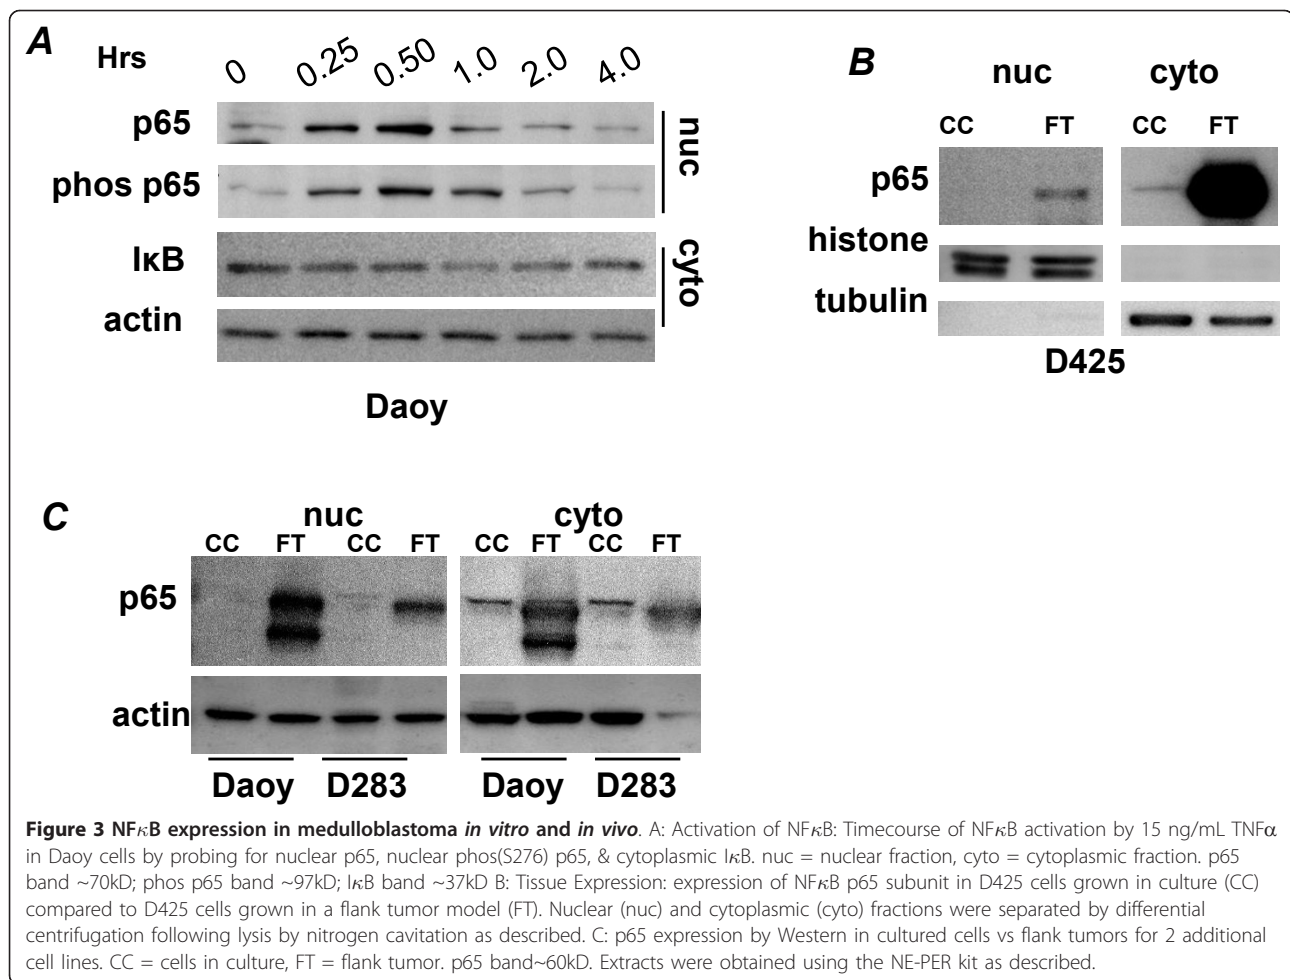 A
Hrs 0 0.25 0.50 1.0 2.0 4.0
p65
phos p65
nuc
IκB
actin
cyto
Daoy
B
nuc cyto
CC FT CC FT
p65
histone
tubulin
D425
C
nuc cyto
CC FT CC FT CC FT CC FT
p65
actin
Daoy D283 Daoy D283
Figure 3 NFκB expression in medulloblastoma in vitro and in vivo. A: Activation of NFκB: Timecourse of NFκB activation by 15 ng/mL TNFα
in Daoy cells by probing for nuclear p65, nuclear phos(S276) p65, & cytoplasmic IκB. nuc = nuclear fraction, cyto = cytoplasmic fraction. p65
band ~70kD; phos p65 band ~97kD; IκB band ~37kD B: Tissue Expression: expression of NFκB p65 subunit in D425 cells grown in culture (CC)
compared to D425 cells grown in a flank tumor model (FT). Nuclear (nuc) and cytoplasmic (cyto) fractions were separated by differential
centrifugation following lysis by nitrogen cavitation as described. C: p65 expression by Western in cultured cells vs flank tumors for 2 additional
cell lines. CC = cells in culture, FT = flank tumor. p65 band~60kD. Extracts were obtained using the NE-PER kit as described.